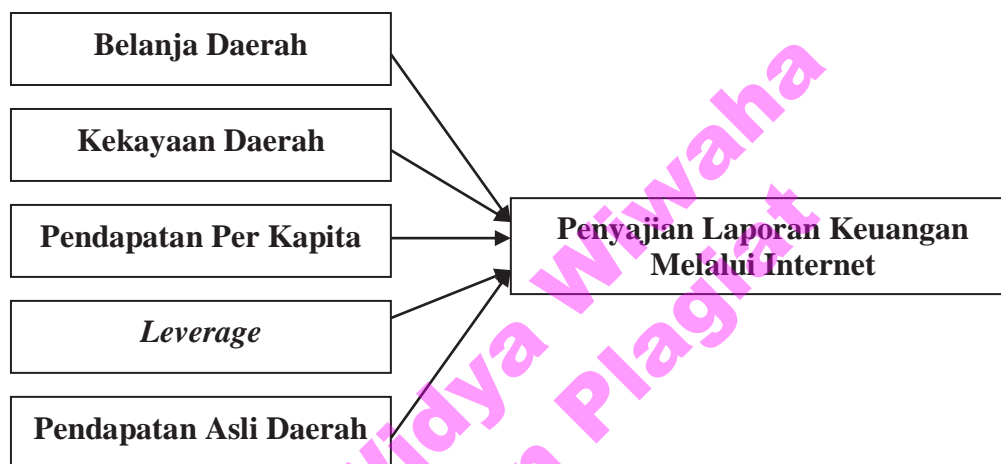 Belanja Daerah
Kekayaan Daerah
Pendapatan Per Kapita
Leverage
Pendapatan Asli Daerah
Penyajian Laporan Keuangan
Melalui Internet
Widya Wiwaha
Plagiat